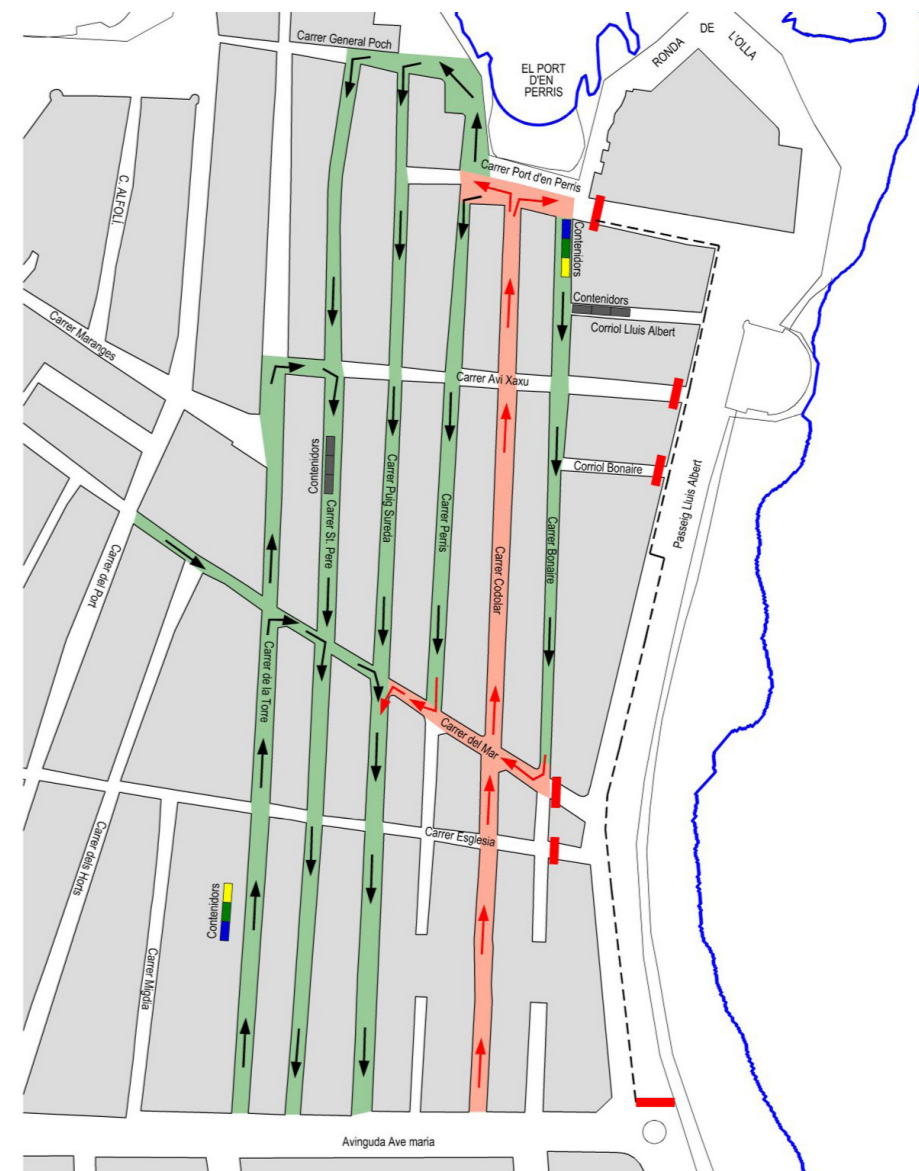 Carrer General Poch
EL PORT
D'EN
PERRIS
RONDA
DE
L'OLLA
Carrer Port d'en Perris
C. ALFOLÍ.
Contenidors
Contenidors
Corriol Lluis Albert
Carrer Maranges
Carrer Avi Xaxu
Contenidors
Carrer St. Pere
Carrer Puig Sureda
Carrer Perris
Carrer Codolar
Carrer Bonaire
Corriol Bonaire
Passeig Lluis Albert
Carrer del Port
Carrer de la Torre
Carrer del Mar
Carrer Esglesia
Carrer dels Horts
Contenidors
Carrer Migdia
Avinguda Ave maria